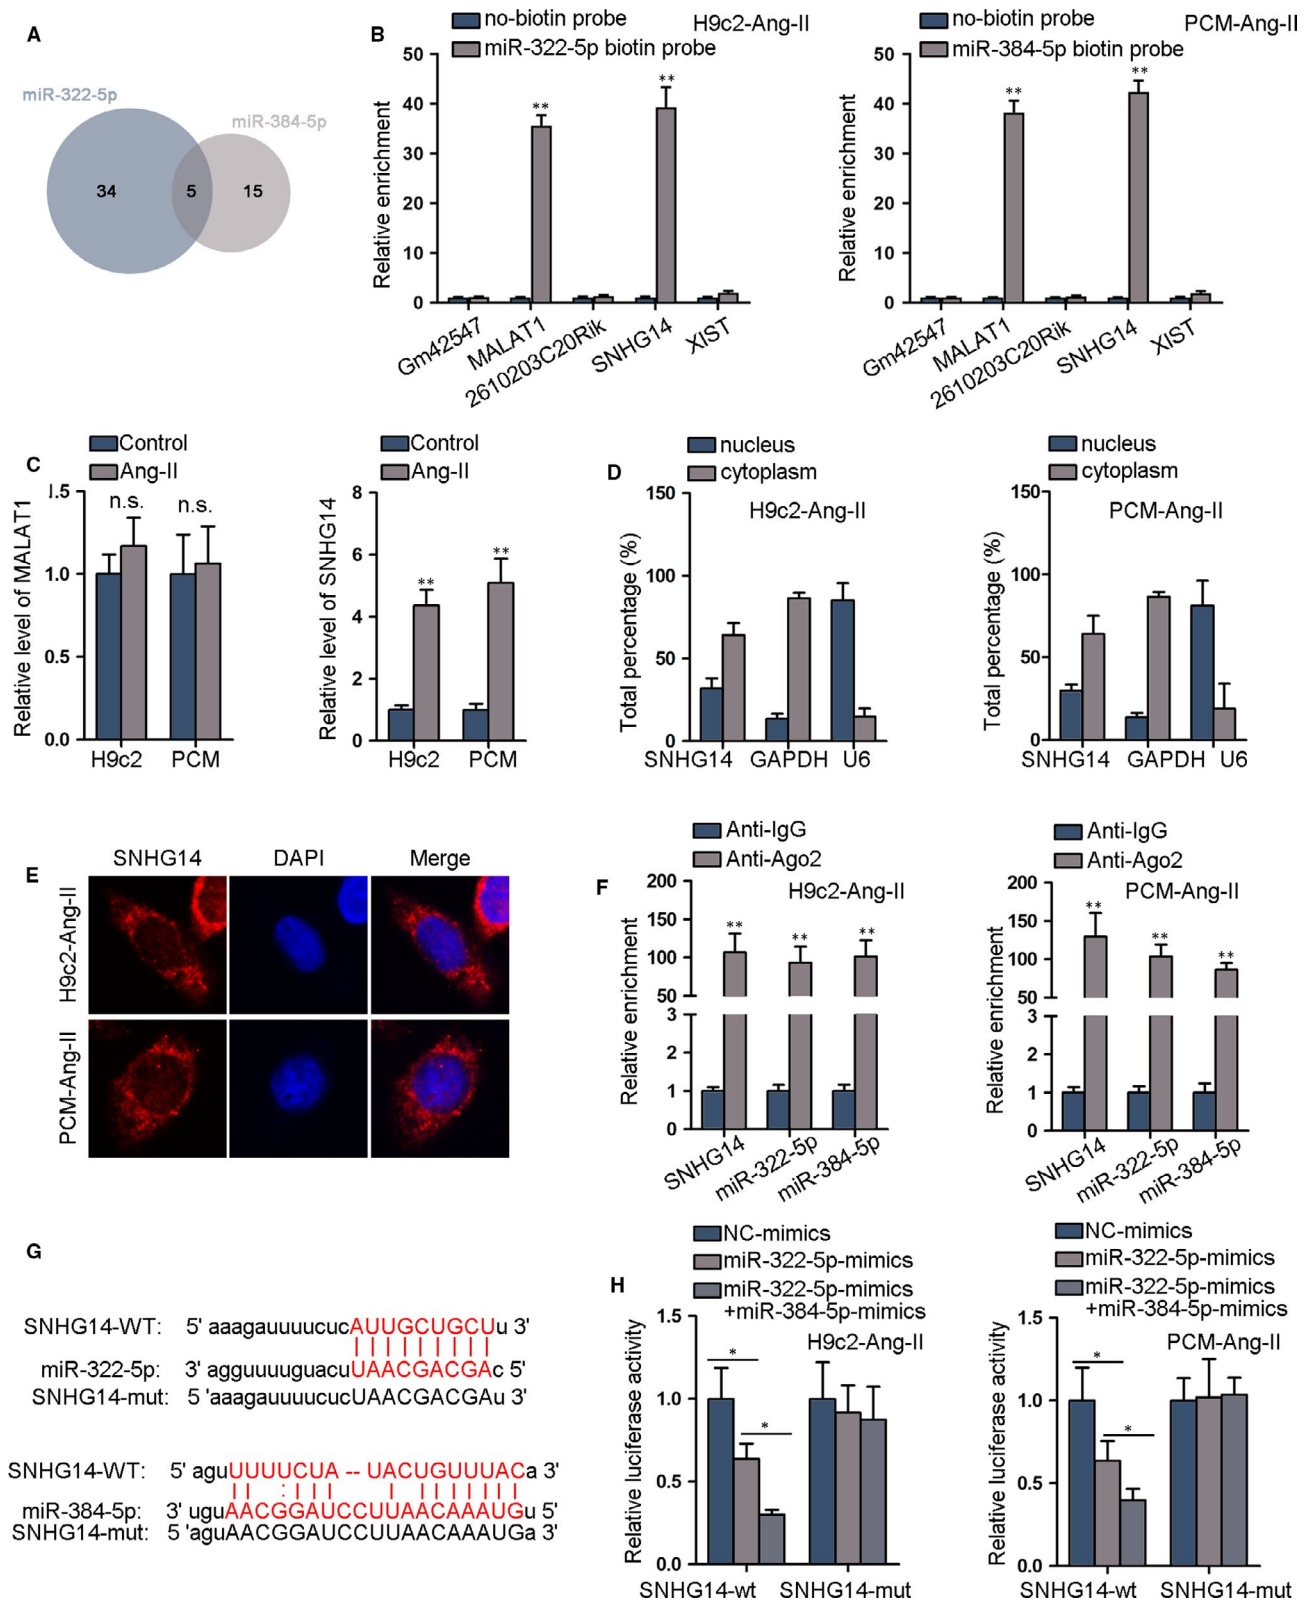 A
miR-322-5p
miR-384-5p
34
5
15
B
no-biotin probe
miR-322-5p biotin probe
H9c2-Ang-II
Relative enrichment
50
40
30
20
10
0
**
**
Gm42547
MALAT1
2610203C20Rik
SNHG14
XIST
no-biotin probe
miR-384-5p biotin probe
PCM-Ang-II
Relative enrichment
50
40
30
20
10
0
**
**
Gm42547
MALAT1
2610203C20Rik
SNHG14
XIST
C
Control
Ang-II
Relative level of MALAT1
1.5
1.0
0.5
0.0
n.s.
n.s.
H9c2
PCM
Control
Ang-II
Relative level of SNHG14
8
6
4
2
0
**
**
H9c2
PCM
D
nucleus
cytoplasm
H9c2-Ang-II
Total percentage (%)
150
100
50
0
SNHG14
GAPDH
U6
nucleus
cytoplasm
PCM-Ang-II
Total percentage (%)
150
100
50
0
SNHG14
GAPDH
U6
E
SNHG14
DAPI
Merge
H9c2-Ang-II
PCM-Ang-II
F
Anti-IgG
Anti-Ago2
H9c2-Ang-II
Relative enrichment
200
150
100
50
3
2
1
0
**
**
**
SNHG14
miR-322-5p
miR-384-5p
Anti-IgG
Anti-Ago2
PCM-Ang-II
Relative enrichment
200
150
100
50
3
2
1
0
**
**
**
SNHG14
miR-322-5p
miR-384-5p
G
SNHG14-WT: 5' aaagauuuucucAUUGCUGCUu 3'
miR-322-5p: 3' agguuuuguacuUAACGACGAc 5'
SNHG14-mut: 5 'aaagauuuucucUAACGACGAu 3'
SNHG14-WT: 5' aguUUUUCUA -- UACUGUUUACa 3'
miR-384-5p: 3' uguAACGGAUCCUUAACAAAUGu 5'
SNHG14-mut: 5 'aguAACGGAUCCUUAACAAAUGa 3'
H
NC-mimics
miR-322-5p-mimics
miR-322-5p-mimics
+miR-384-5p-mimics
H9c2-Ang-II
Relative luciferase activity
1.5
1.0
0.5
0.0
*
*
SNHG14-wt
SNHG14-mut
NC-mimics
miR-322-5p-mimics
miR-322-5p-mimics
+miR-384-5p-mimics
PCM-Ang-II
Relative luciferase activity
1.5
1.0
0.5
0.0
*
*
SNHG14-wt
SNHG14-mut